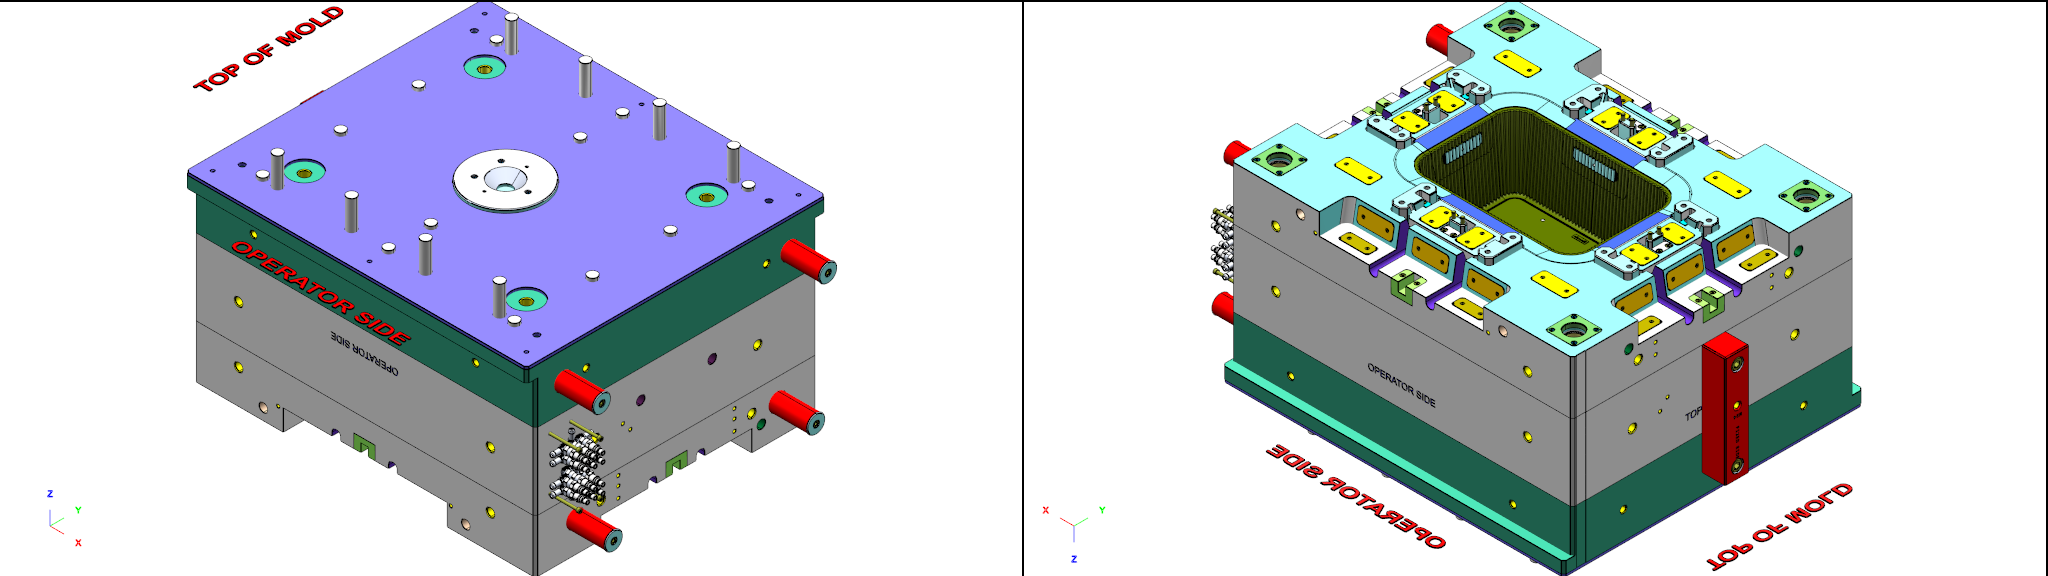 TOP OF MOLD
OPERATOR SIDE
OPERATOR SIDE
Z
Y
X
OPERATOR SIDE
TOP
OPERATOR SIDE
TOP OF MOLD
X
Y
Z